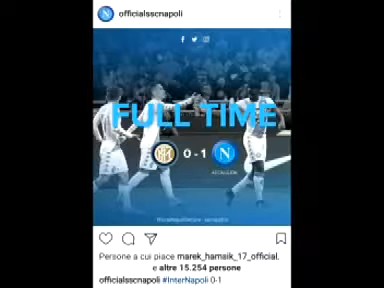 officialsscnapoli
FULL TIME
0 - 1
Persone a cui piace marek_hamsik_17_official,
e altre 15.254 persone
officialsscnapoli #InterNapoli 0-1